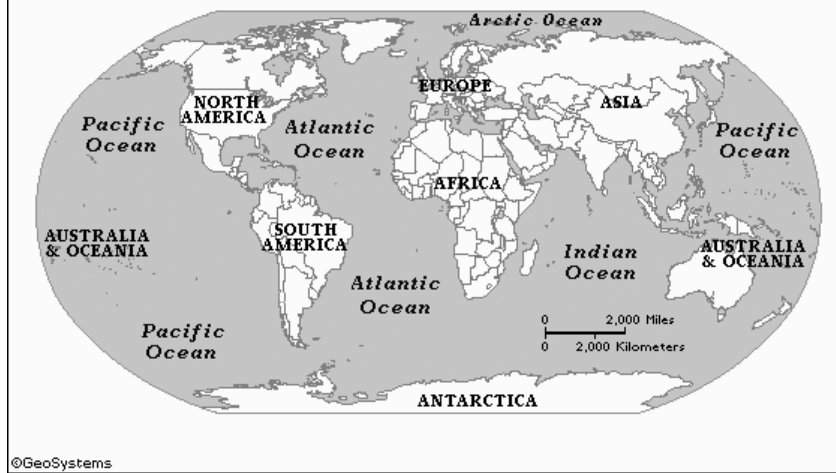 Arctic Ocean
EUROPE
NORTH
AMERICA
ASIA
Pacific
Ocean
Atlantic
Ocean
Pacific
Ocean
AFRICA
AUSTRALIA
& OCEANIA
SOUTH
AMERICA
Indian
Ocean
AUSTRALIA
& OCEANIA
Atlantic
Ocean
Pacific
Ocean
0 2,000 Miles
0 2,000 Kilometers
ANTARCTICA
©GeoSystems